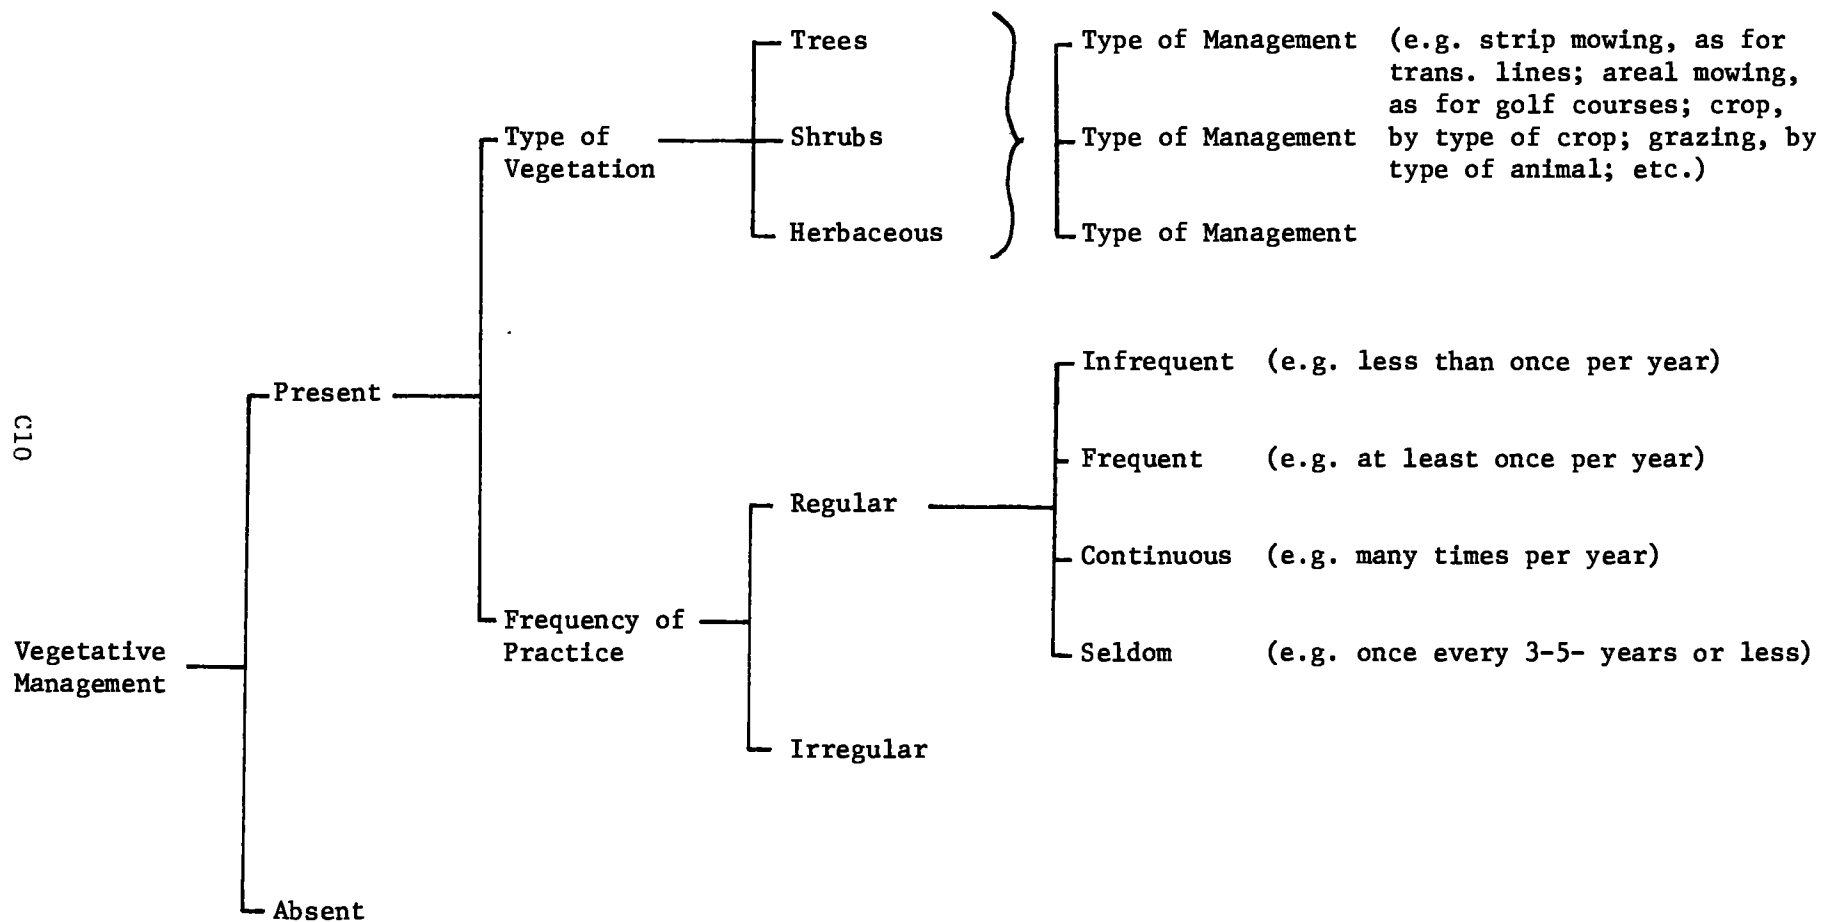 Trees
Shrubs
Herbaceous
Type of Management (e.g. strip mowing, as for
trans. lines; areal mowing,
as for golf courses; crop,
Type of Management by type of crop; grazing, by
type of animal; etc.)
Type of Management
Type of
Vegetation
Present
Infrequent (e.g. less than once per year)
Frequent (e.g. at least once per year)
Regular
Continuous (e.g. many times per year)
Frequency of
Practice
Seldom (e.g. once every 3-5- years or less)
Irregular
Vegetative
Management
Absent
C10